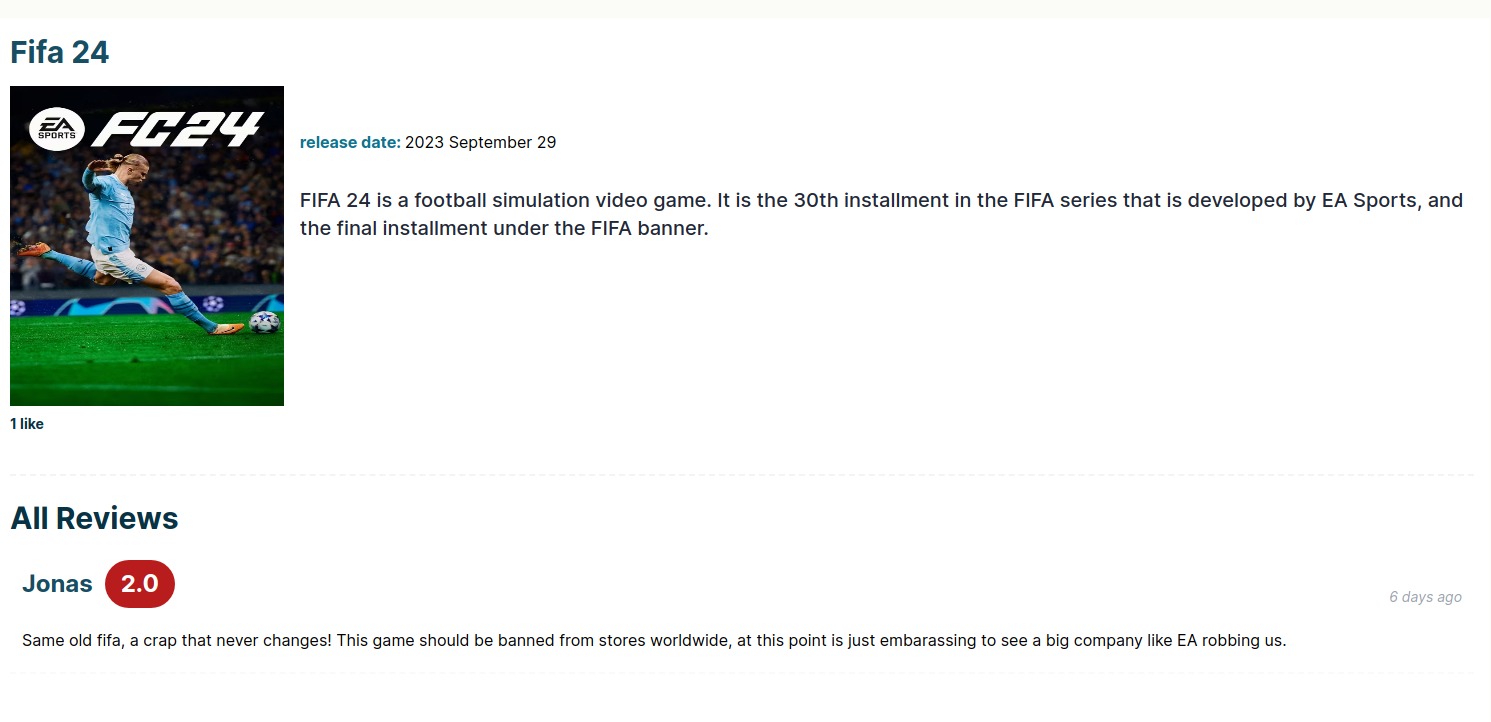 Fifa 24
EA
SPORTS
FC24
release date: 2023 September 29
FIFA 24 is a football simulation video game. It is the 30th installment in the FIFA series that is developed by EA Sports, and
the final installment under the FIFA banner.
1 like
All Reviews
Jonas 2.0
6 days ago
Same old fifa, a crap that never changes! This game should be banned from stores worldwide, at this point is just embarassing to see a big company like EA robbing us.